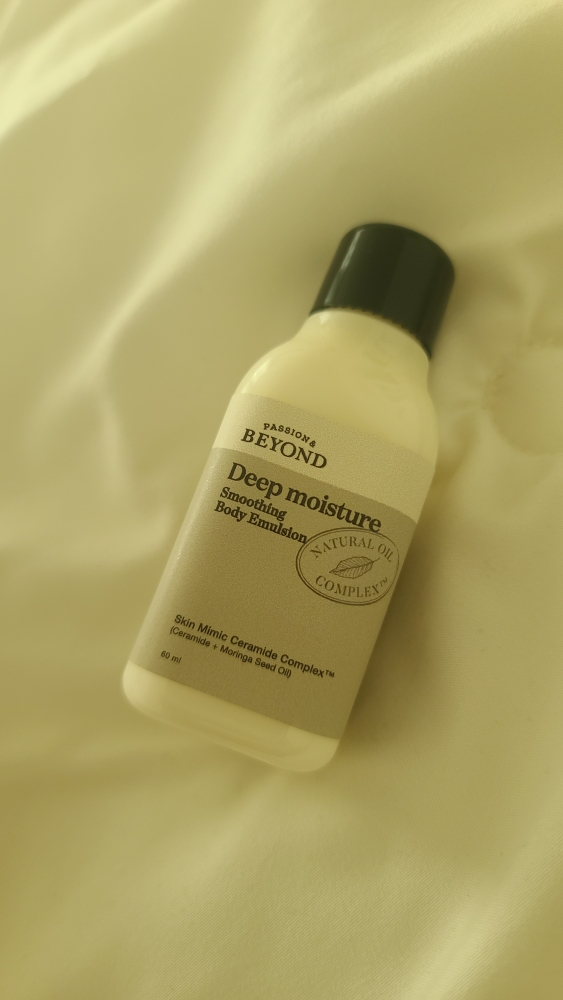 PASSION&
BEYOND
Deep moisture
Smoothing
Body Emulsion
NATURAL OIL
COMPLEX™
Skin Mimic Ceramide Complex™
(Ceramide + Moringa Seed Oil)
60 ml